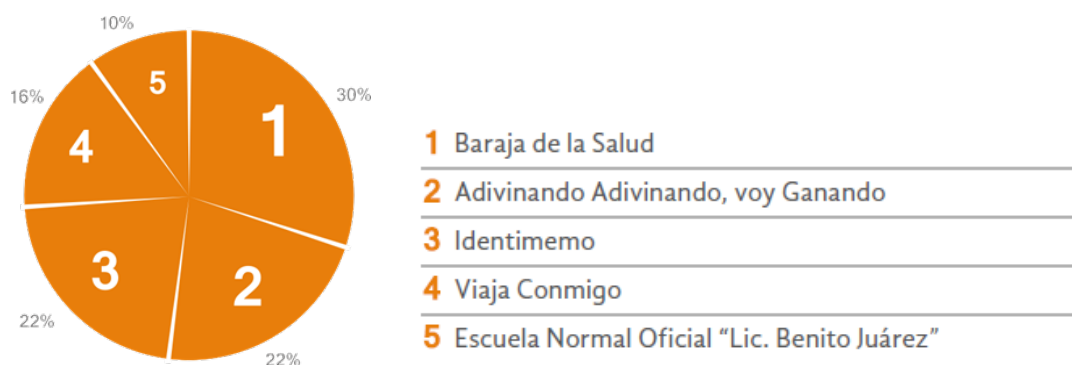 10%
5
16%
30%
1
4
3
2
22%
22%
1 Baraja de la Salud
2 Adivinando Adivinando, voy Ganando
3 Identimemo
4 Viaja Conmigo
5 Escuela Normal Oficial “Lic. Benito Juárez”